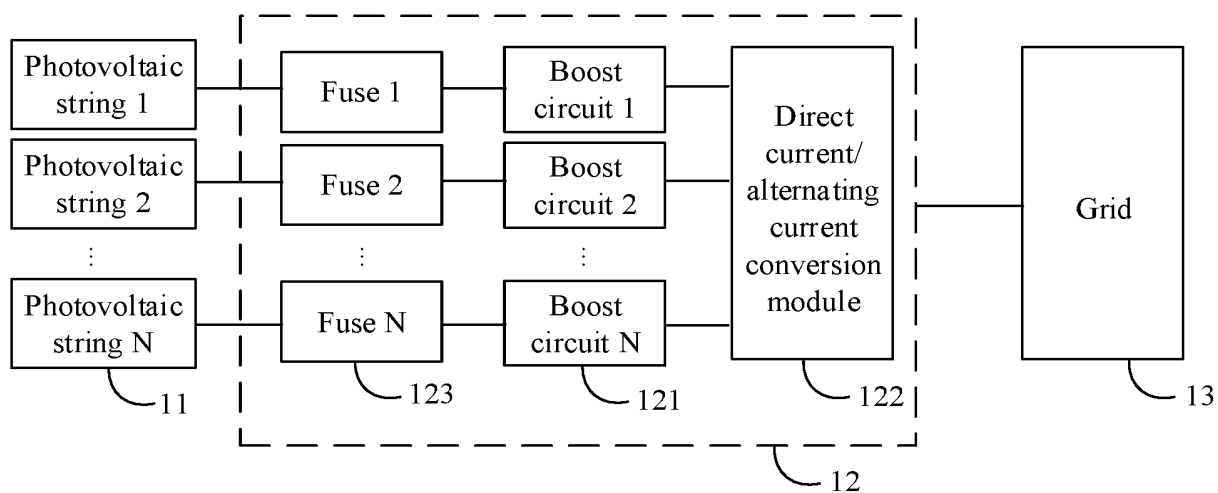 Photovoltaic
string 1
Fuse 1
Boost
circuit 1
Photovoltaic
string 2
Fuse 2
Boost
circuit 2
Photovoltaic
string N
Fuse N
Boost
circuit N
Direct
current/
alternating
current
conversion
module
Grid
11
123
121
122
13
12